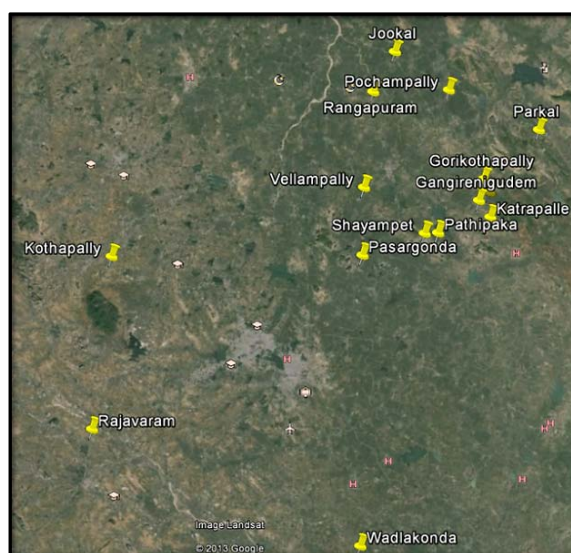 Jookal
Pochampally
Rangapuram
Parkal
Gorikothapally
Vellampally
Gangirenigudem
Katrapalle
Shayampet
Pathipaka
Kothapally
Pasargonda
Rajavaram
Image Landsat
Wadlakonda
© 2013 Google